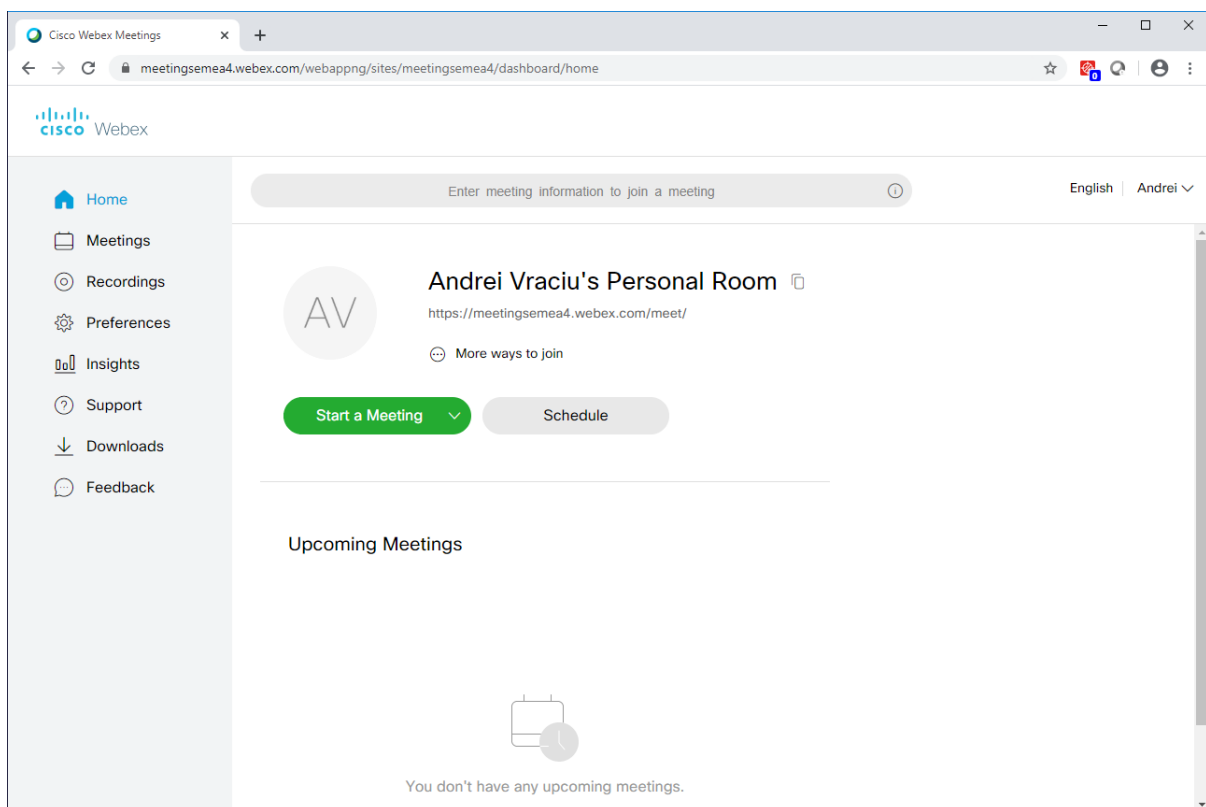 Cisco Webex Meetings
meetingsemea4.webex.com/webappng/sites/meetingsemea4/dashboard/home
0
CISCO Webex
Home
Meetings
Recordings
Preferences
Insights
Support
Downloads
Feedback
Enter meeting information to join a meeting
English Andrei
AV
Andrei Vraciu's Personal Room
https://meetingsemea4.webex.com/meet/
More ways to join
Start a Meeting
Schedule
Upcoming Meetings
You don't have any upcoming meetings.